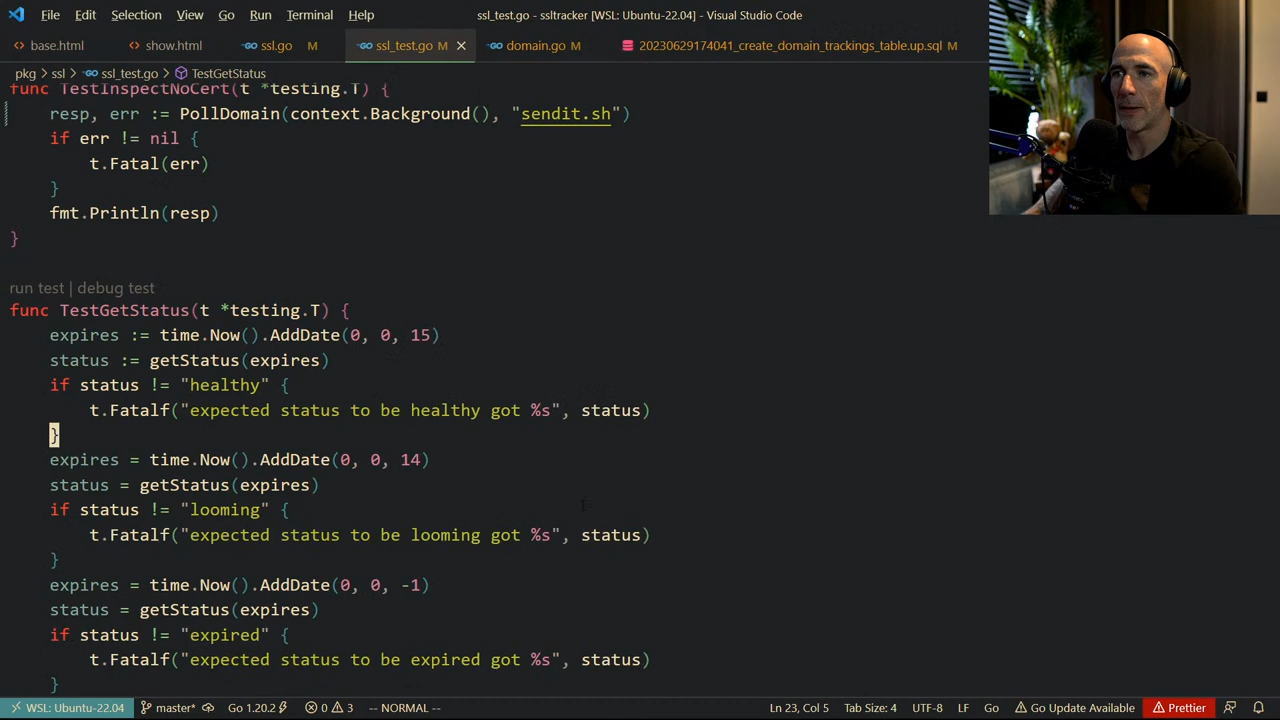 File Edit Selection View Go Run Terminal Help ssl_test.go - ssltracker [WSL: Ubuntu-22.04] - Visual Studio Code
base.html show.html ssl.go M ssl_test.go M domain.go M 20230629174041_create_domain_trackings_table.up.sql M
pkg > ssl > ssl_test.go > TestGetStatus
func TestInspectNoCert(t *testing.T) {
resp, err := PollDomain(context.Background(), "sendit.sh")
if err != nil {
t.Fatal(err)
}
fmt.Println(resp)
}
run test | debug test
func TestGetStatus(t *testing.T) {
expires := time.Now().AddDate(0, 0, 15)
status := getStatus(expires)
if status != "healthy" {
t.Fatalf("expected status to be healthy got %s", status)
}
expires = time.Now().AddDate(0, 0, 14)
status = getStatus(expires)
if status != "looming" {
t.Fatalf("expected status to be looming got %s", status)
}
expires = time.Now().AddDate(0, 0, -1)
status = getStatus(expires)
if status != "expired" {
t.Fatalf("expected status to be expired got %s", status)
}
WSL: Ubuntu-22.04 master* Go 1.20.2 0 3 -- NORMAL -- Ln 23, Col 5 Tab Size: 4 UTF-8 LF Go Go Update Available Prettier